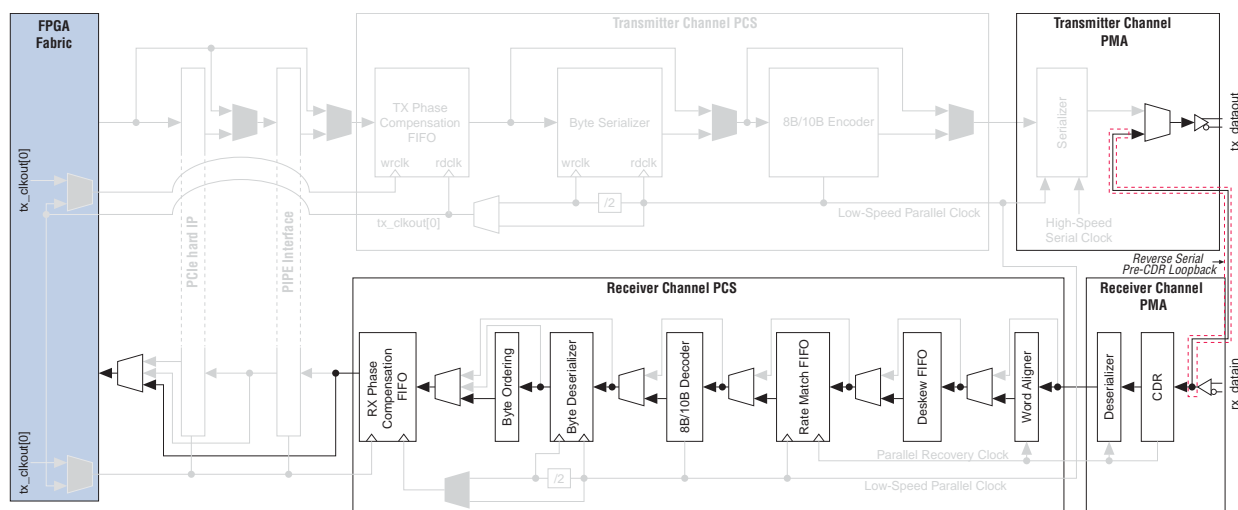 FPGA
Fabric
Transmitter Channel PCS
Transmitter Channel
PMA
tx_clkout[0]
PCIe hard IP
PIPE Interface
TX Phase
Compensation
FIFO
wrclk
rdclk
Byte Serializer
wrclk
rdclk
8B/10B Encoder
Serializer
tx_dataout
/2
tx_clkout[0]
Low-Speed Parallel Clock
High-Speed
Serial Clock
Reverse Serial
Pre-CDR Loopback
Receiver Channel PCS
Receiver Channel
PMA
RX Phase
Compensation
FIFO
Byte Ordering
Byte Deserializer
8B/10B Decoder
Rate Match FIFO
Deskew FIFO
Word Aligner
Deserializer
CDR
rx_datain
tx_clkout[0]
Parallel Recovery Clock
/2
Low-Speed Parallel Clock